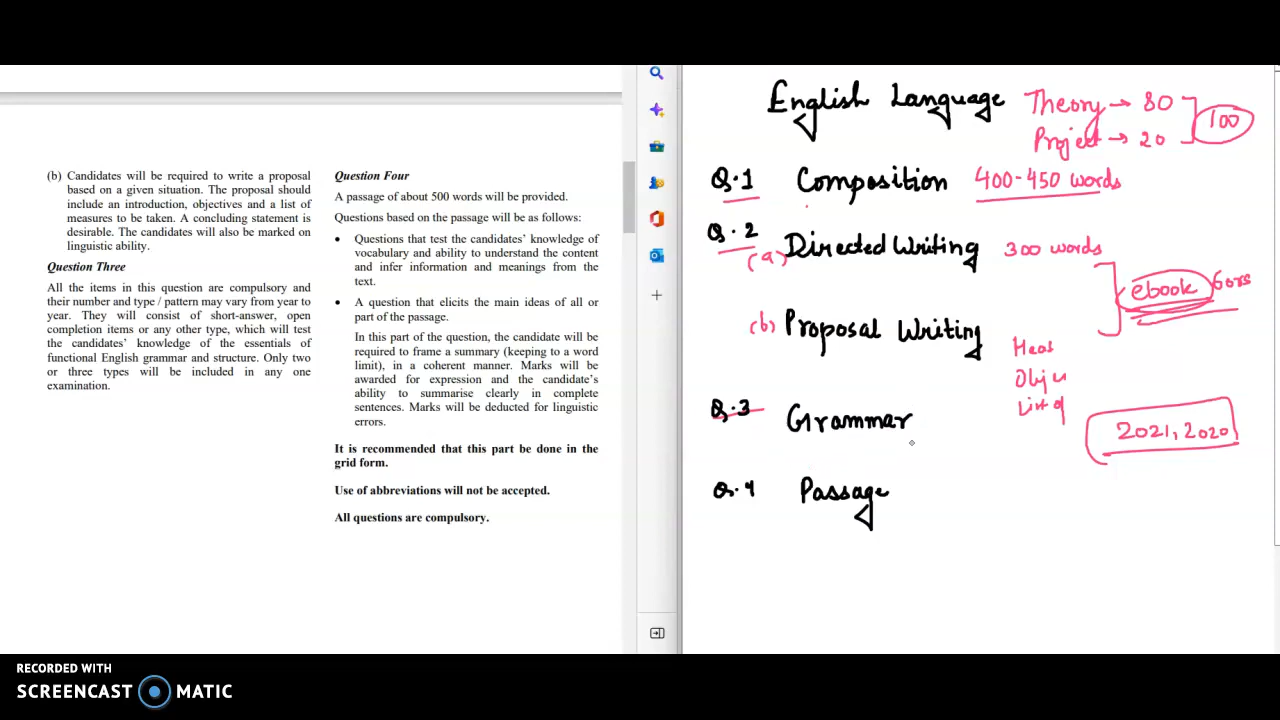 (b) Candidates will be required to write a proposal
based on a given situation. The proposal should
include an introduction, objectives and a list of
measures to be taken. A concluding statement is
desirable. The candidates will also be marked on
linguistic ability.
Question Three
All the items in this question are compulsory and
their number and type / pattern may vary from year to
year. They will consist of short-answer, open
completion items or any other type, which will test
the candidates' knowledge of the essentials of
functional English grammar and structure. Only two
or three types will be included in any one
examination.
Question Four
A passage of about 500 words will be provided.
Questions based on the passage will be as follows:
• Questions that test the candidates' knowledge of
vocabulary and ability to understand the content
and infer information and meanings from the
text.
• A question that elicits the main ideas of all or
part of the passage.
In this part of the question, the candidate will be
required to frame a summary (keeping to a word
limit), in a coherent manner. Marks will be
awarded for expression and the candidate's
ability to summarise clearly in complete
sentences. Marks will be deducted for linguistic
errors.
It is recommended that this part be done in the
grid form.
Use of abbreviations will not be accepted.
All questions are compulsory.
English Language
Theory → 80
Project → 20
100
Q.1 Composition 400-450 words
Q.2
(a) Directed Writing 300 words
ebook
(b) Proposal Writing
List of
Q.3 Grammar
2021, 2020
Q.4 Passage
RECORDED WITH
SCREENCAST MATIC